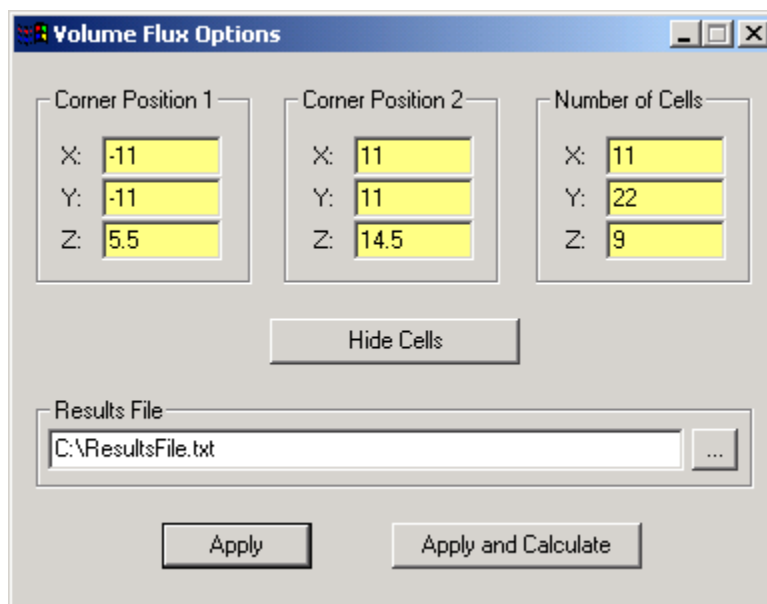 Volume Flux Options
Corner Position 1 Corner Position 2 Number of Cells
X: -11 X: 11 X: 11
Y: -11 Y: 11 Y: 22
Z: 5.5 Z: 14.5 Z: 9
Hide Cells
Results File
C:\ResultsFile.txt ...
Apply Apply and Calculate